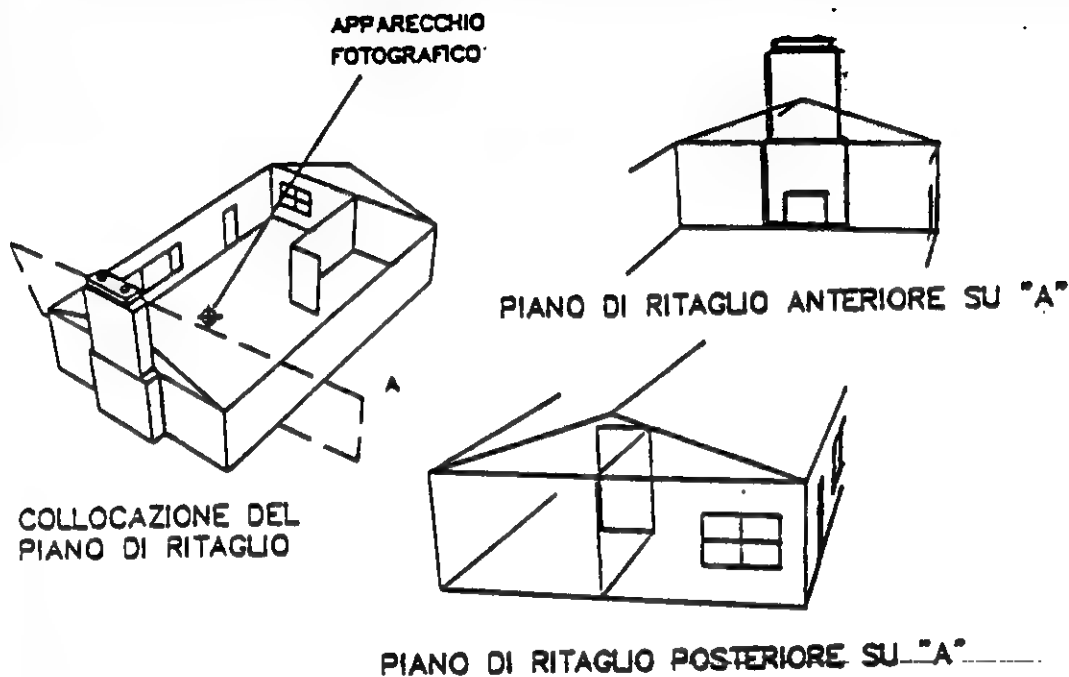 APPARECCHIO
FOTOGRAFICO
PIANO DI RITAGLIO ANTERIORE SU "A"
A
COLLOCAZIONE DEL
PIANO DI RITAGLIO
PIANO DI RITAGLIO POSTERIORE SU "A"